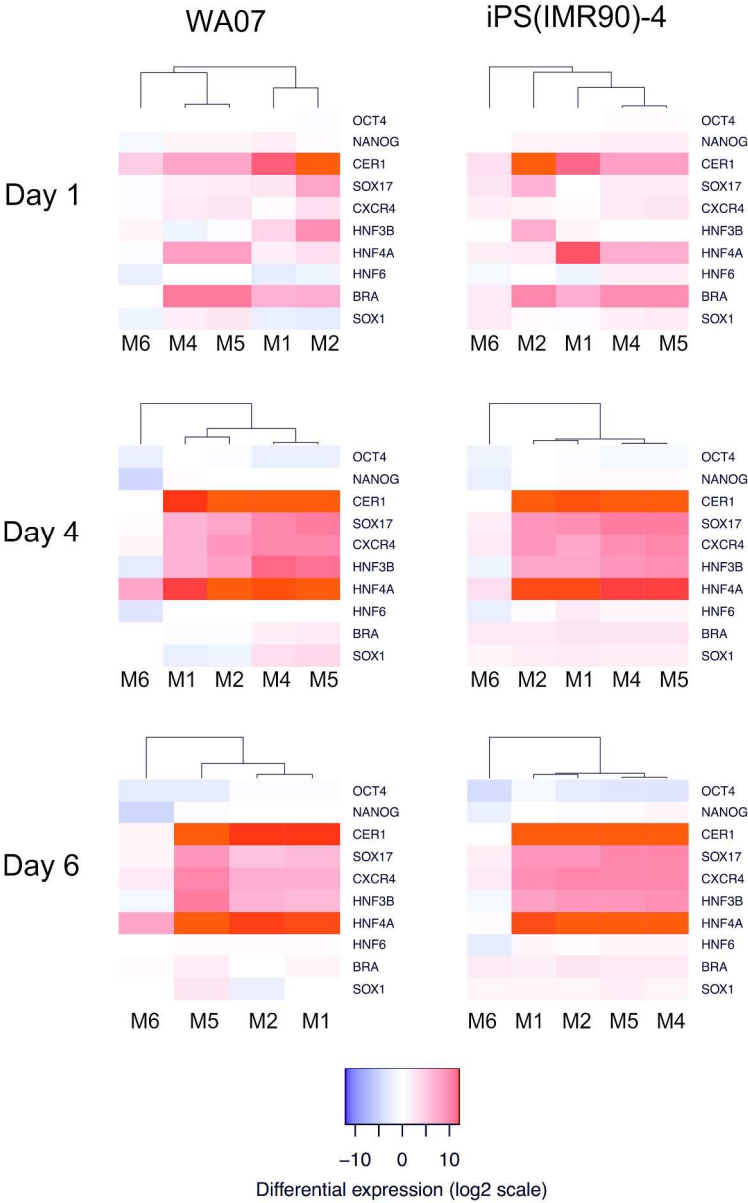 WA07 iPS(IMR90)-4
Day 1
OCT4
NANOG
CER1
SOX17
CXCR4
HNF3B
HNF4A
HNF6
BRA
SOX1
M6 M4 M5 M1 M2
OCT4
NANOG
CER1
SOX17
CXCR4
HNF3B
HNF4A
HNF6
BRA
SOX1
M6 M2 M1 M4 M5
Day 4
OCT4
NANOG
CER1
SOX17
CXCR4
HNF3B
HNF4A
HNF6
BRA
SOX1
M6 M1 M2 M4 M5
OCT4
NANOG
CER1
SOX17
CXCR4
HNF3B
HNF4A
HNF6
BRA
SOX1
M6 M2 M1 M4 M5
Day 6
OCT4
NANOG
CER1
SOX17
CXCR4
HNF3B
HNF4A
HNF6
BRA
SOX1
M6 M5 M2 M1
OCT4
NANOG
CER1
SOX17
CXCR4
HNF3B
HNF4A
HNF6
BRA
SOX1
M6 M1 M2 M5 M4
−10 0 10
Differential expression (log2 scale)